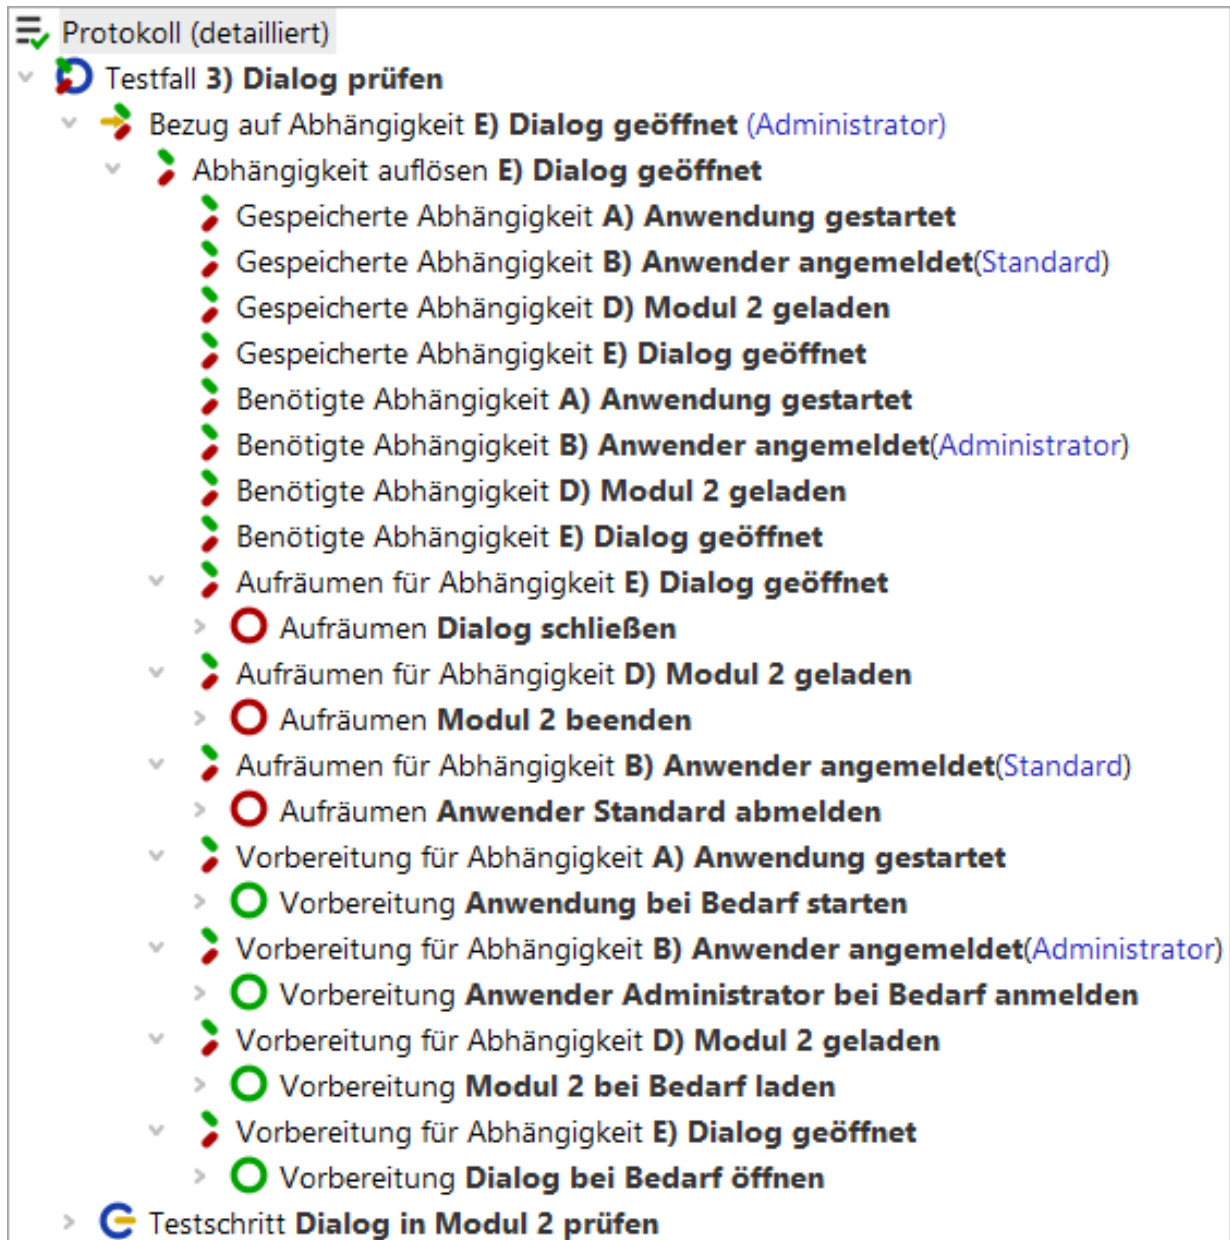 Protokoll (detailliert)
Testfall 3) Dialog prüfen
Bezug auf Abhängigkeit E) Dialog geöffnet (Administrator)
Abhängigkeit auflösen E) Dialog geöffnet
Gespeicherte Abhängigkeit A) Anwendung gestartet
Gespeicherte Abhängigkeit B) Anwender angemeldet(Standard)
Gespeicherte Abhängigkeit D) Modul 2 geladen
Gespeicherte Abhängigkeit E) Dialog geöffnet
Benötigte Abhängigkeit A) Anwendung gestartet
Benötigte Abhängigkeit B) Anwender angemeldet(Administrator)
Benötigte Abhängigkeit D) Modul 2 geladen
Benötigte Abhängigkeit E) Dialog geöffnet
Aufräumen für Abhängigkeit E) Dialog geöffnet
Aufräumen Dialog schließen
Aufräumen für Abhängigkeit D) Modul 2 geladen
Aufräumen Modul 2 beenden
Aufräumen für Abhängigkeit B) Anwender angemeldet(Standard)
Aufräumen Anwender Standard abmelden
Vorbereitung für Abhängigkeit A) Anwendung gestartet
Vorbereitung Anwendung bei Bedarf starten
Vorbereitung für Abhängigkeit B) Anwender angemeldet(Administrator)
Vorbereitung Anwender Administrator bei Bedarf anmelden
Vorbereitung für Abhängigkeit D) Modul 2 geladen
Vorbereitung Modul 2 bei Bedarf laden
Vorbereitung für Abhängigkeit E) Dialog geöffnet
Vorbereitung Dialog bei Bedarf öffnen
Testschritt Dialog in Modul 2 prüfen